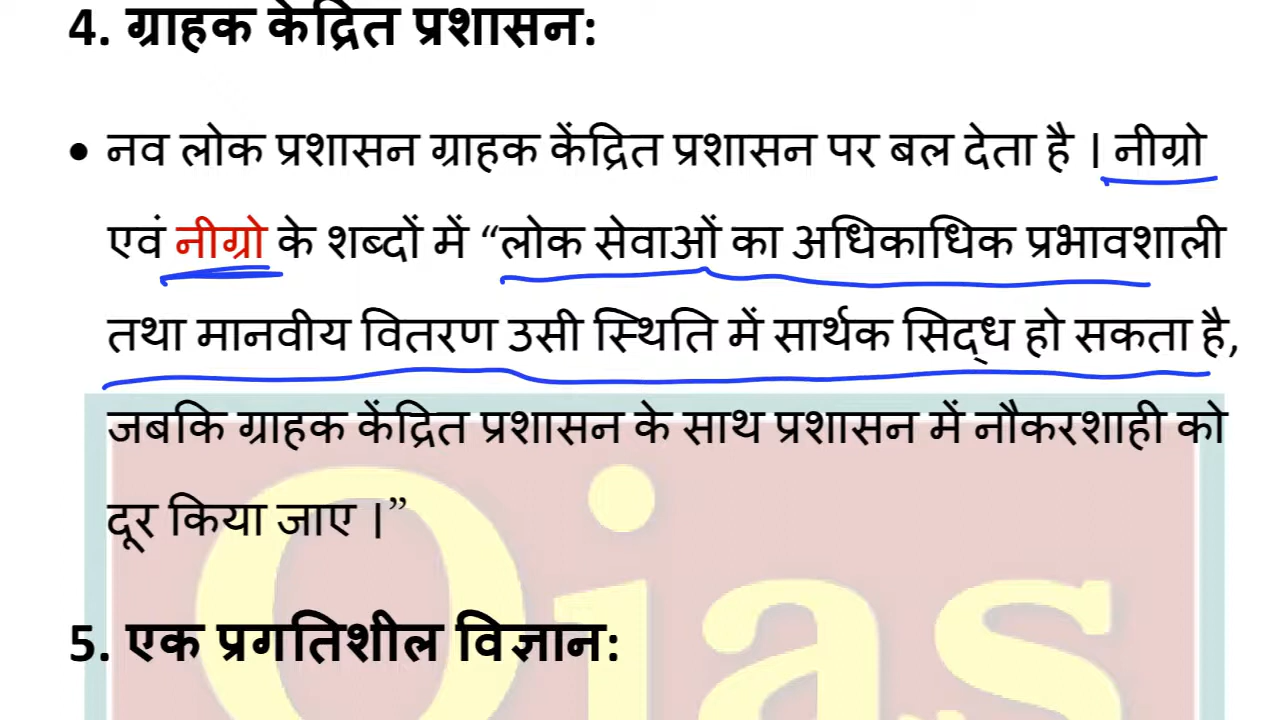 4. ग्राहक केंद्रित प्रशासन:
• नव लोक प्रशासन ग्राहक केंद्रित प्रशासन पर बल देता है । नीग्रो
एवं नीग्रो के शब्दों में “लोक सेवाओं का अधिकाधिक प्रभावशाली
तथा मानवीय वितरण उसी स्थिति में सार्थक सिद्ध हो सकता है,
जबकि ग्राहक केंद्रित प्रशासन के साथ प्रशासन में नौकरशाही को
दूर किया जाए ।”
5. एक प्रगतिशील विज्ञान:
Ojas